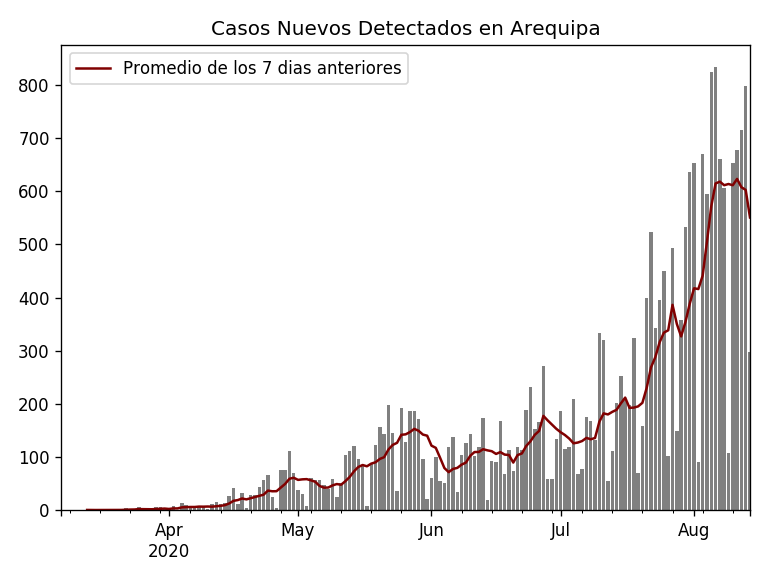 Casos Nuevos Detectados en Arequipa
Promedio de los 7 dias anteriores
800
700
600
500
400
300
200
100
0
Apr
2020
May
Jun
Jul
Aug